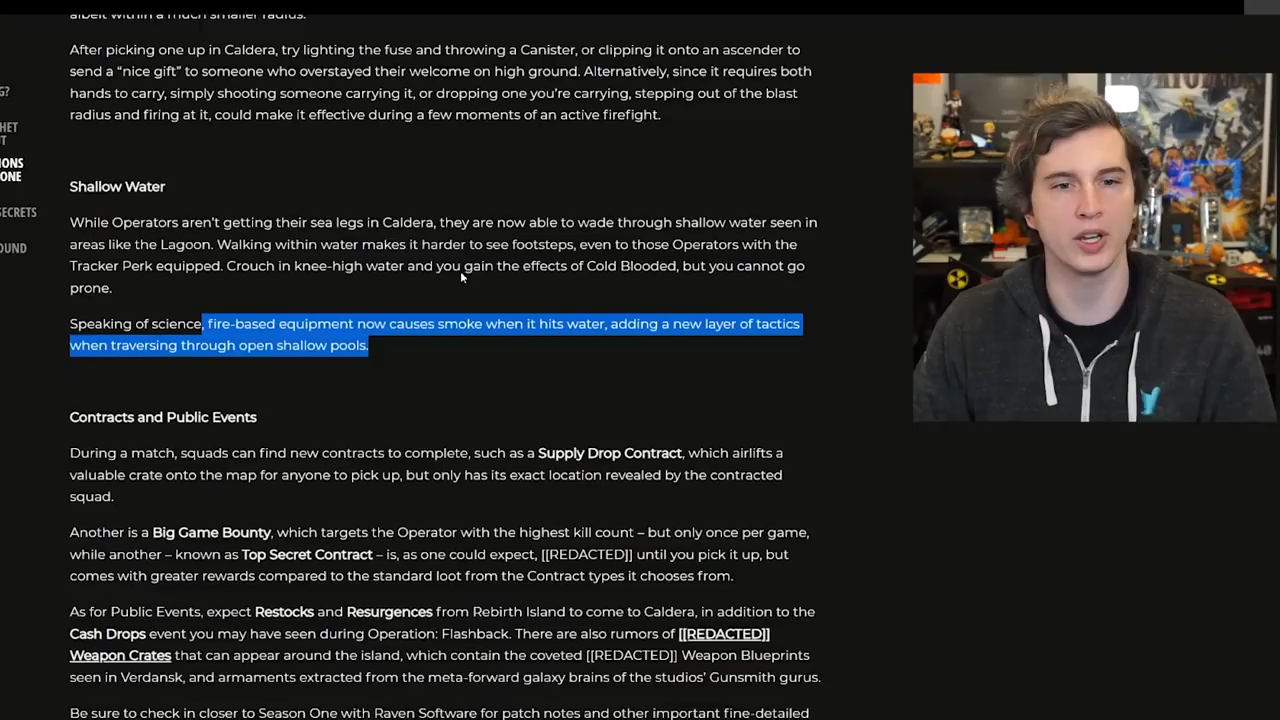 albeit within a much smaller radius.
After picking one up in Caldera, try lighting the fuse and throwing a Canister, or clipping it onto an ascender to
send a “nice gift” to someone who overstayed their welcome on high ground. Alternatively, since it requires both
G?
hands to carry, simply shooting someone carrying it, or dropping one you’re carrying, stepping out of the blast
radius and firing at it, could make it effective during a few moments of an active firefight.
HET
UT
IONS
ONE
Shallow Water
SECRETS
While Operators aren’t getting their sea legs in Caldera, they are now able to wade through shallow water seen in
areas like the Lagoon. Walking within water makes it harder to see footsteps, even to those Operators with the
OUND
Tracker Perk equipped. Crouch in knee-high water and you gain the effects of Cold Blooded, but you cannot go
prone.
Speaking of science, fire-based equipment now causes smoke when it hits water, adding a new layer of tactics
when traversing through open shallow pools.
Contracts and Public Events
During a match, squads can find new contracts to complete, such as a Supply Drop Contract, which airlifts a
valuable crate onto the map for anyone to pick up, but only has its exact location revealed by the contracted
squad.
Another is a Big Game Bounty, which targets the Operator with the highest kill count – but only once per game,
while another – known as Top Secret Contract – is, as one could expect, [[REDACTED]] until you pick it up, but
comes with greater rewards compared to the standard loot from the Contract types it chooses from.
As for Public Events, expect Restocks and Resurgences from Rebirth Island to come to Caldera, in addition to the
Cash Drops event you may have seen during Operation: Flashback. There are also rumors of [[REDACTED]]
Weapon Crates that can appear around the island, which contain the coveted [[REDACTED]] Weapon Blueprints
seen in Verdansk, and armaments extracted from the meta-forward galaxy brains of the studios’ Gunsmith gurus.
Be sure to check in closer to Season One with Raven Software for patch notes and other important fine-detailed